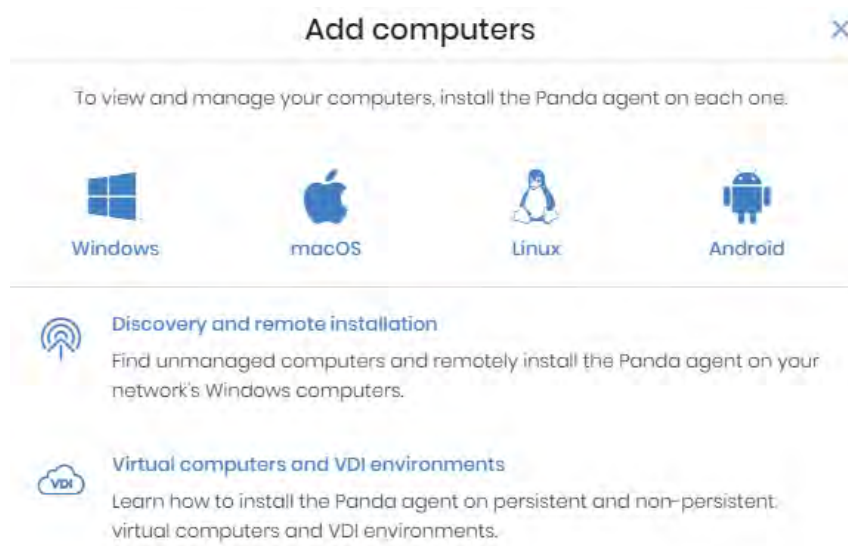 Add computers
To view and manage your computers, install the Panda agent on each one.
Windows
macOS
Linux
Android
Discovery and remote installation
Find unmanaged computers and remotely install the Panda agent on your
network's Windows computers.
VDI
Virtual computers and VDI environments
Learn how to install the Panda agent on persistent and non-persistent
virtual computers and VDI environments.